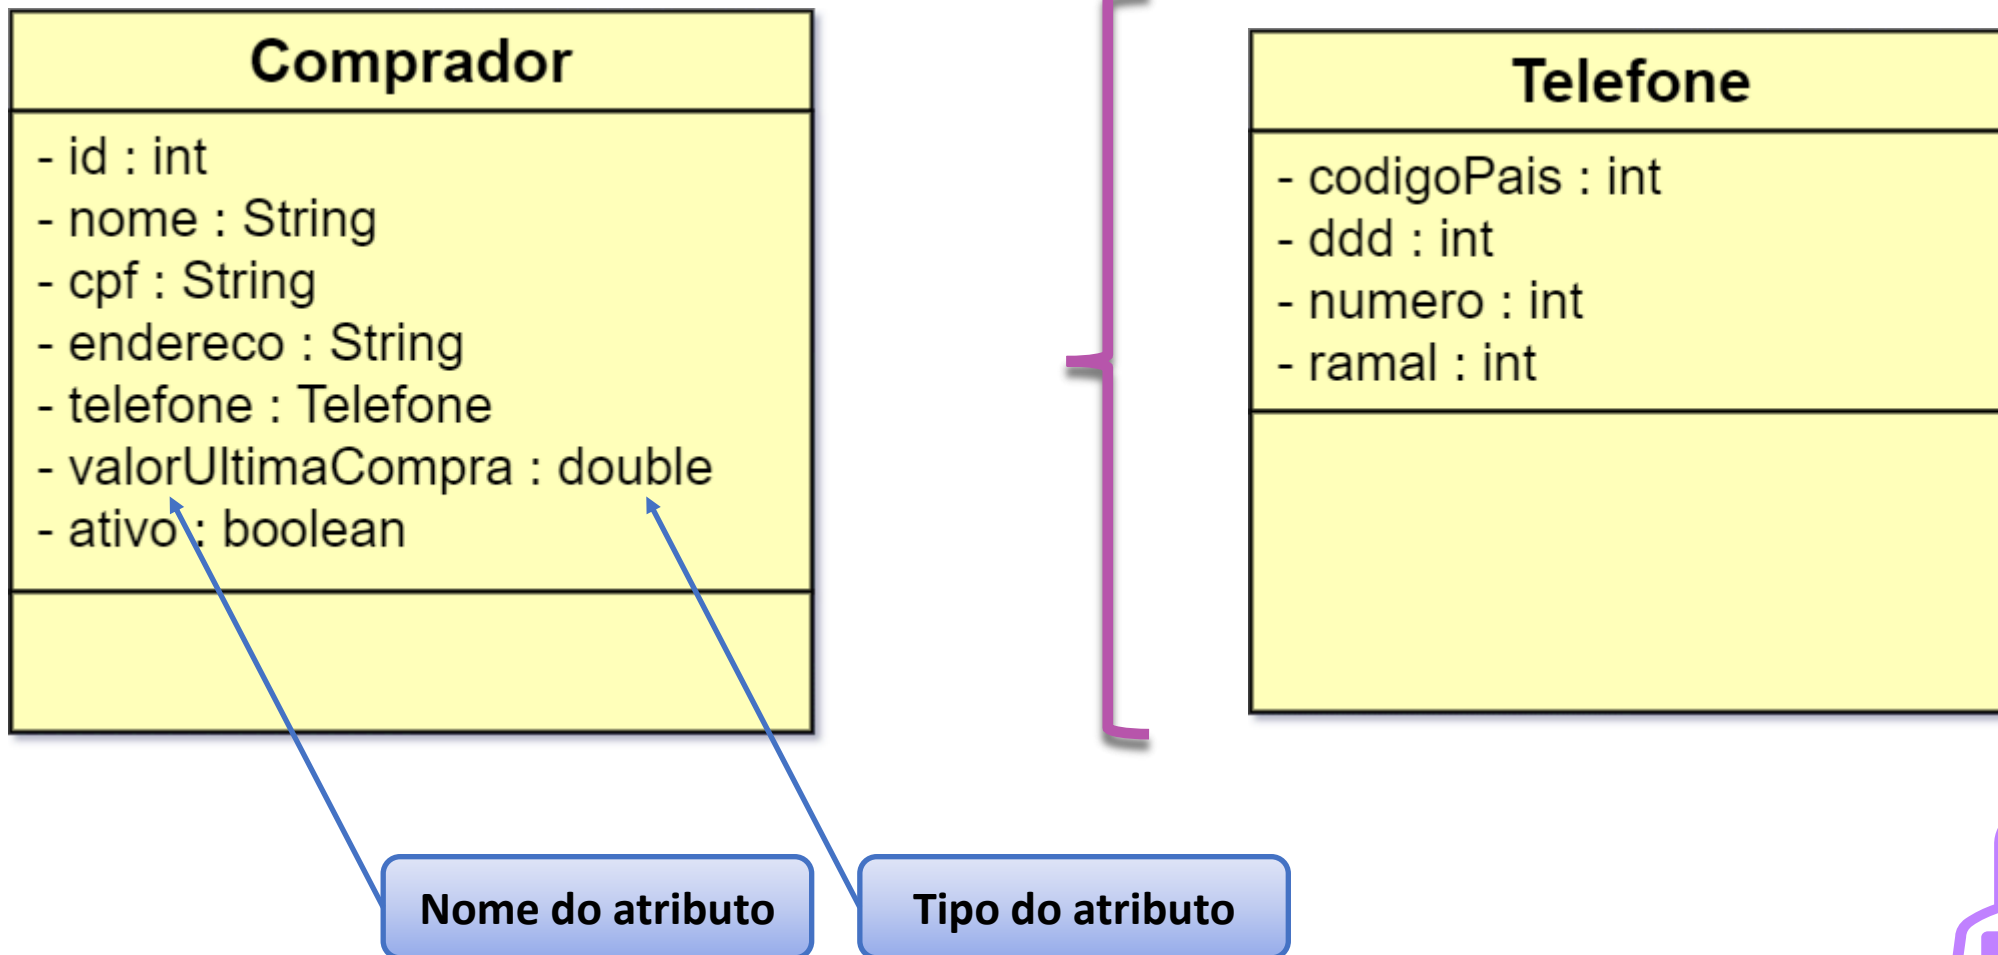 Comprador
- id : int
- nome : String
- cpf : String
- endereco : String
- telefone : Telefone
- valorUltimaCompra : double
- ativo : boolean
Telefone
- codigoPais : int
- ddd : int
- numero : int
- ramal : int
Nome do atributo
Tipo do atributo